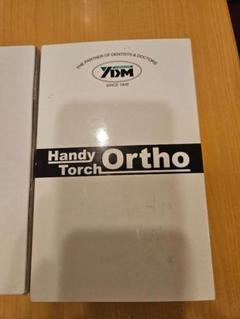 THE PARTNER OF DENTISTS & DOCTORS
YDM
SINCE 1948
Handy Torch Ortho